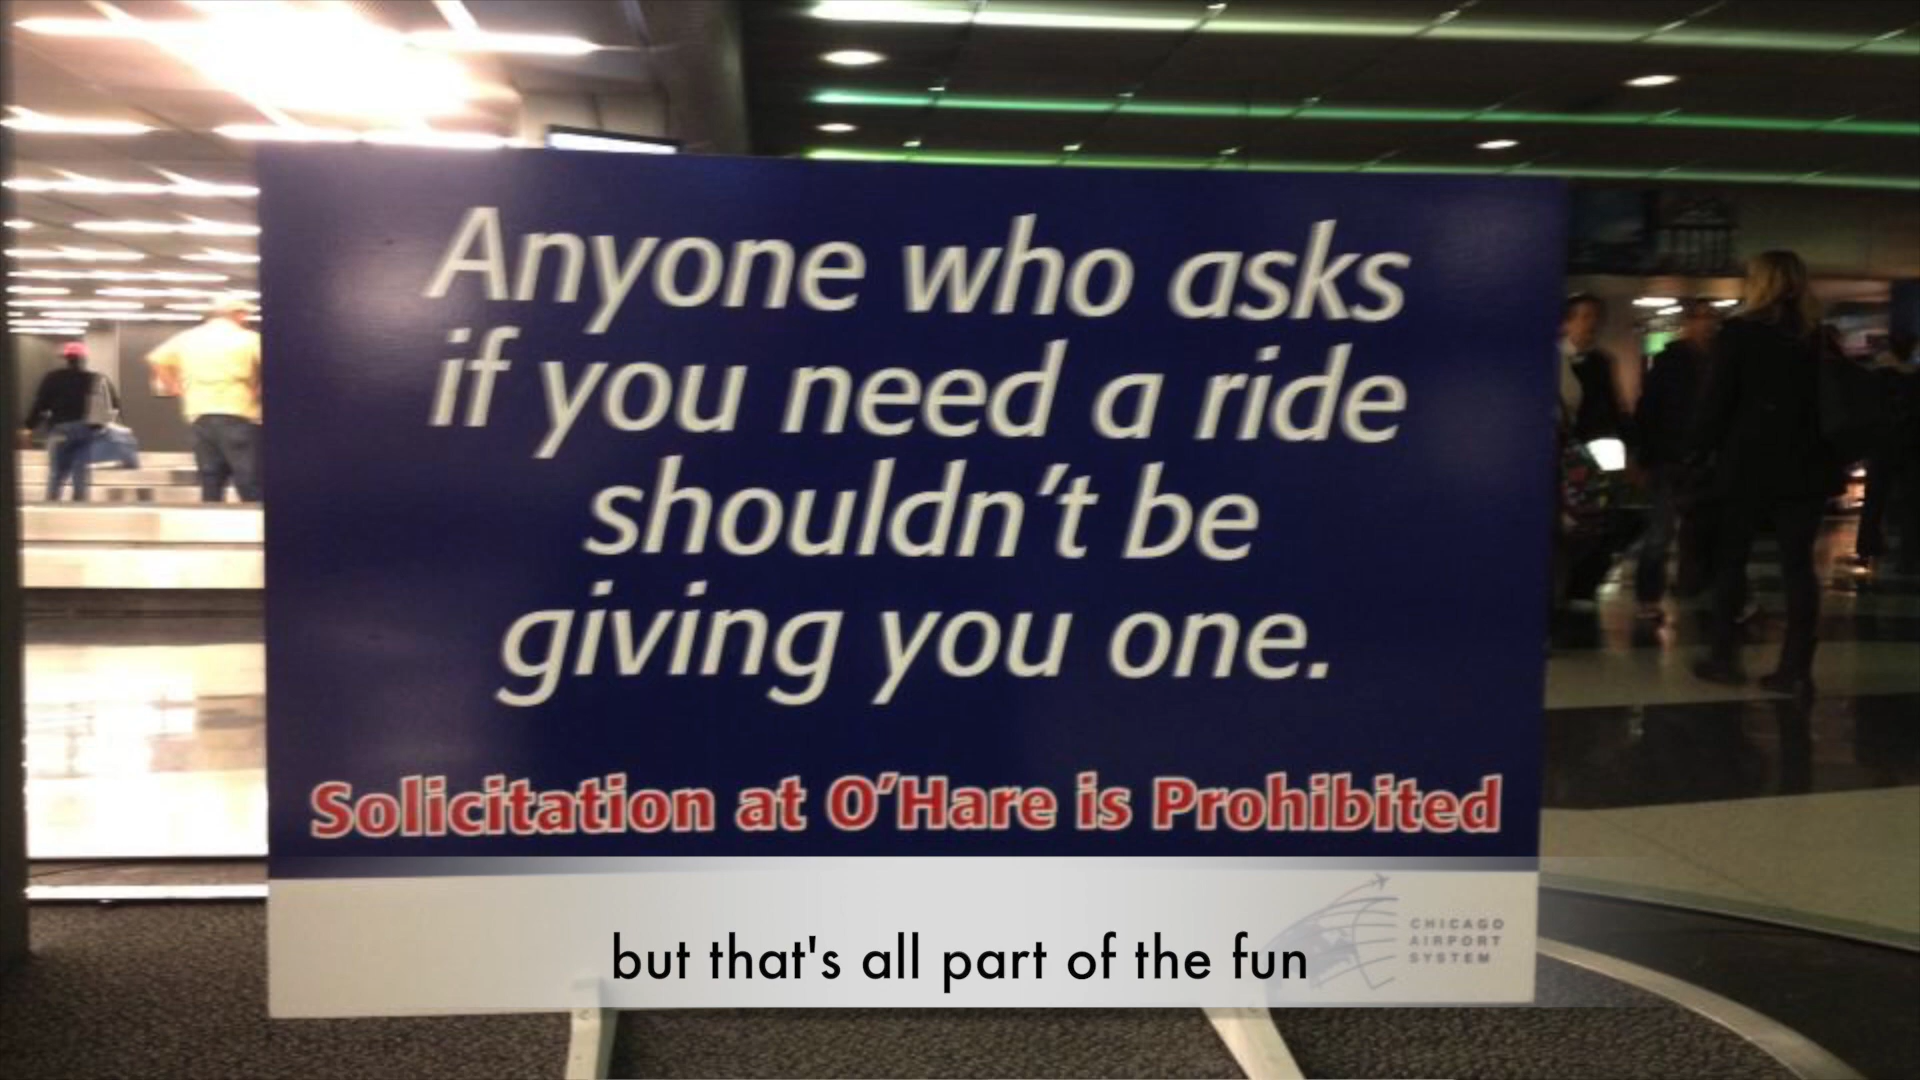 Anyone who asks
if you need a ride
shouldn't be
giving you one.
Solicitation at O'Hare is Prohibited
CHICAGO
AIRPORT
SYSTEM
but that's all part of the fun